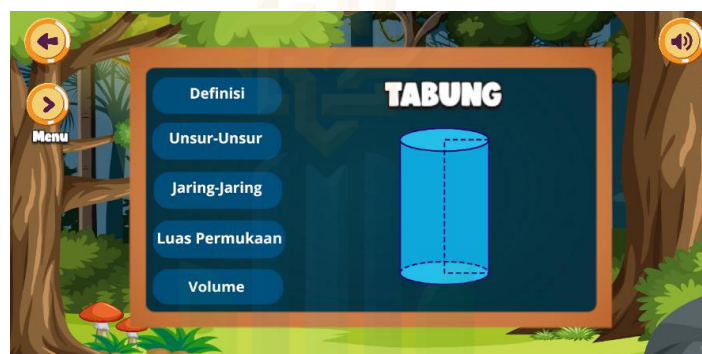 Menu
Definisi
Unsur-Unsur
Jaring-Jaring
Luas Permukaan
Volume
TABUNG